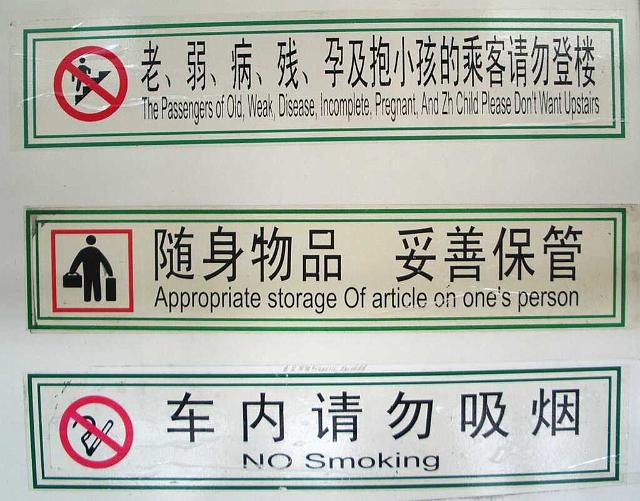 老、弱、病、残、孕及抱小孩的乘客请勿登楼
The Passengers of Old, Weak, Disease, Incomplete, Pregnant, And Zh Child Please Don't Want Upstairs
随身物品 妥善保管
Appropriate storage Of article on one's person
车内请勿吸烟
NO Smoking